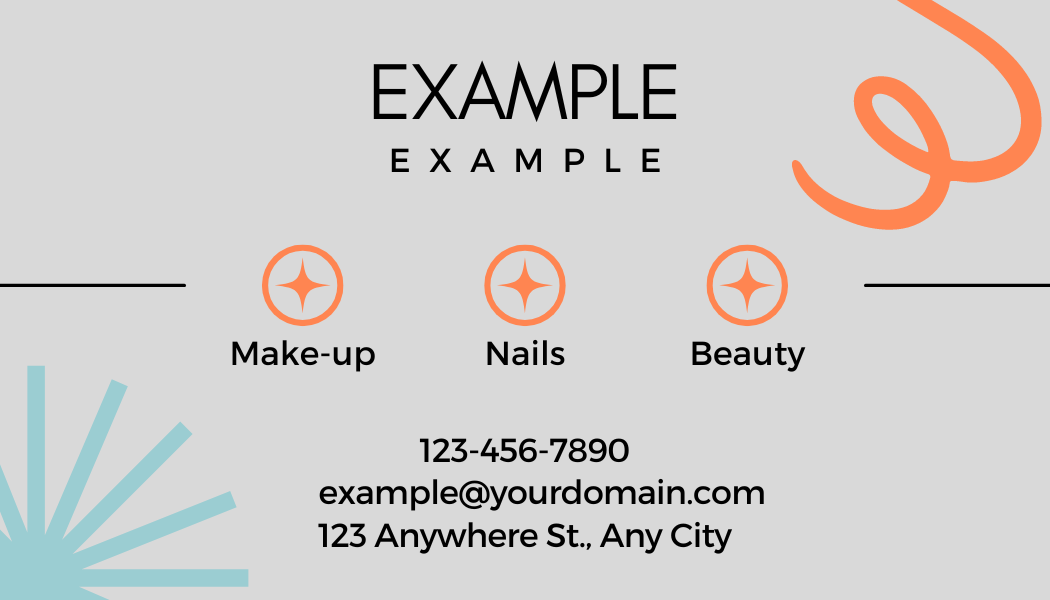 EXAMPLE
EXAMPLE
Make-up Nails Beauty
123-456-7890
example@yourdomain.com
123 Anywhere St., Any City